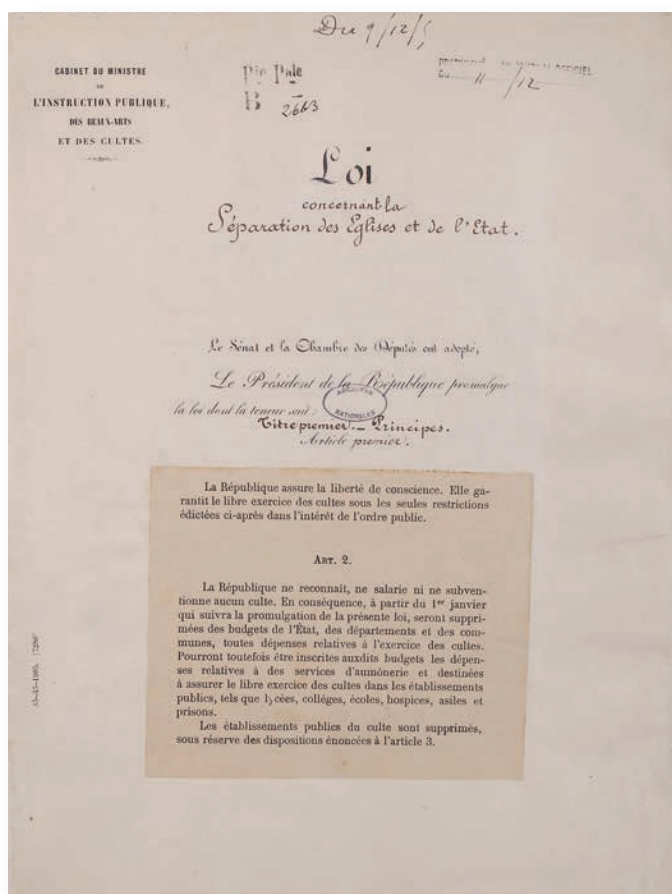 Du 9/12/5
CABINET DU MINISTRE
DE
L'INSTRUCTION PUBLIQUE,
DES BEAUX-ARTS
ET DES CULTES.
B 2663
11/12
Loi
concernant la
Séparation des Eglises et de l'Etat.
Le Sénat et la Chambre des Députés ont adopté,
Le Président de la République promulgue
la loi dont la teneur suit :
ARCHIVES
NATIONALES
Titre premier. – Principes.
Article premier.
La République assure la liberté de conscience. Elle ga-
rantit le libre exercice des cultes sous les seules restrictions
édictées ci-après dans l'intérêt de l'ordre public.
ART. 2.
La République ne reconnaît, ne salarie ni ne subven-
tionne aucun culte. En conséquence, à partir du 1er janvier
qui suivra la promulgation de la présente loi, seront suppri-
mées des budgets de l'État, des départements et des com-
munes, toutes dépenses relatives à l'exercice des cultes.
Pourront toutefois être inscrites auxdits budgets les dépen-
ses relatives à des services d'aumônerie et destinées
à assurer le libre exercice des cultes dans les établissements
publics, tels que lycées, collèges, écoles, hospices, asiles et
prisons.
Les établissements publics du culte sont supprimés,
sous réserve des dispositions énoncées à l'article 3.